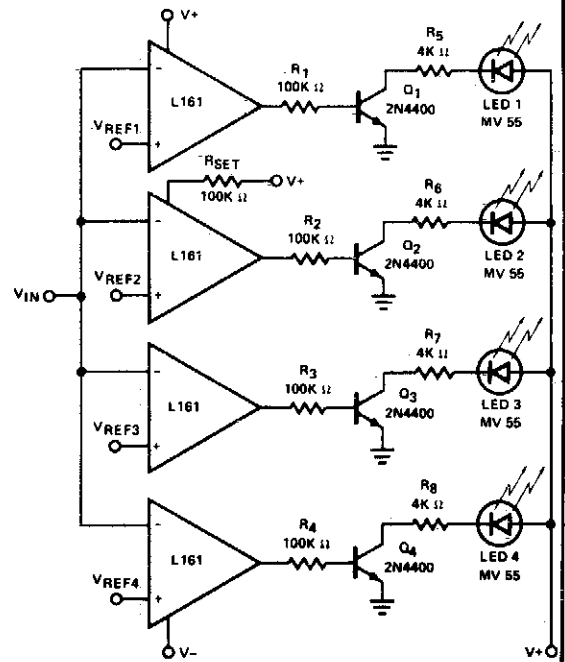 V+
R5
4K Ω
R1
100K Ω
−
L161
Q1
2N4400
LED 1
MV 55
VREF1
+
RSET
100K Ω
V+
R6
4K Ω
R2
100K Ω
−
L161
Q2
2N4400
LED 2
MV 55
VREF2
+
VIN
R7
4K Ω
R3
100K Ω
−
L161
Q3
2N4400
LED 3
MV 55
VREF3
+
R8
4K Ω
R4
100K Ω
−
L161
Q4
2N4400
LED 4
MV 55
VREF4
+
V−
V+